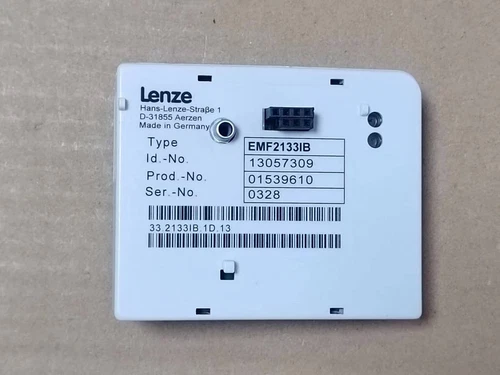 Lenze
Hans-Lenze-Straße 1
D-31855 Aerzen
Made in Germany
Type EMF2133IB
Id.-No. 13057309
Prod.-No. 01539610
Ser.-No. 0328
33.2133IB.1D.13